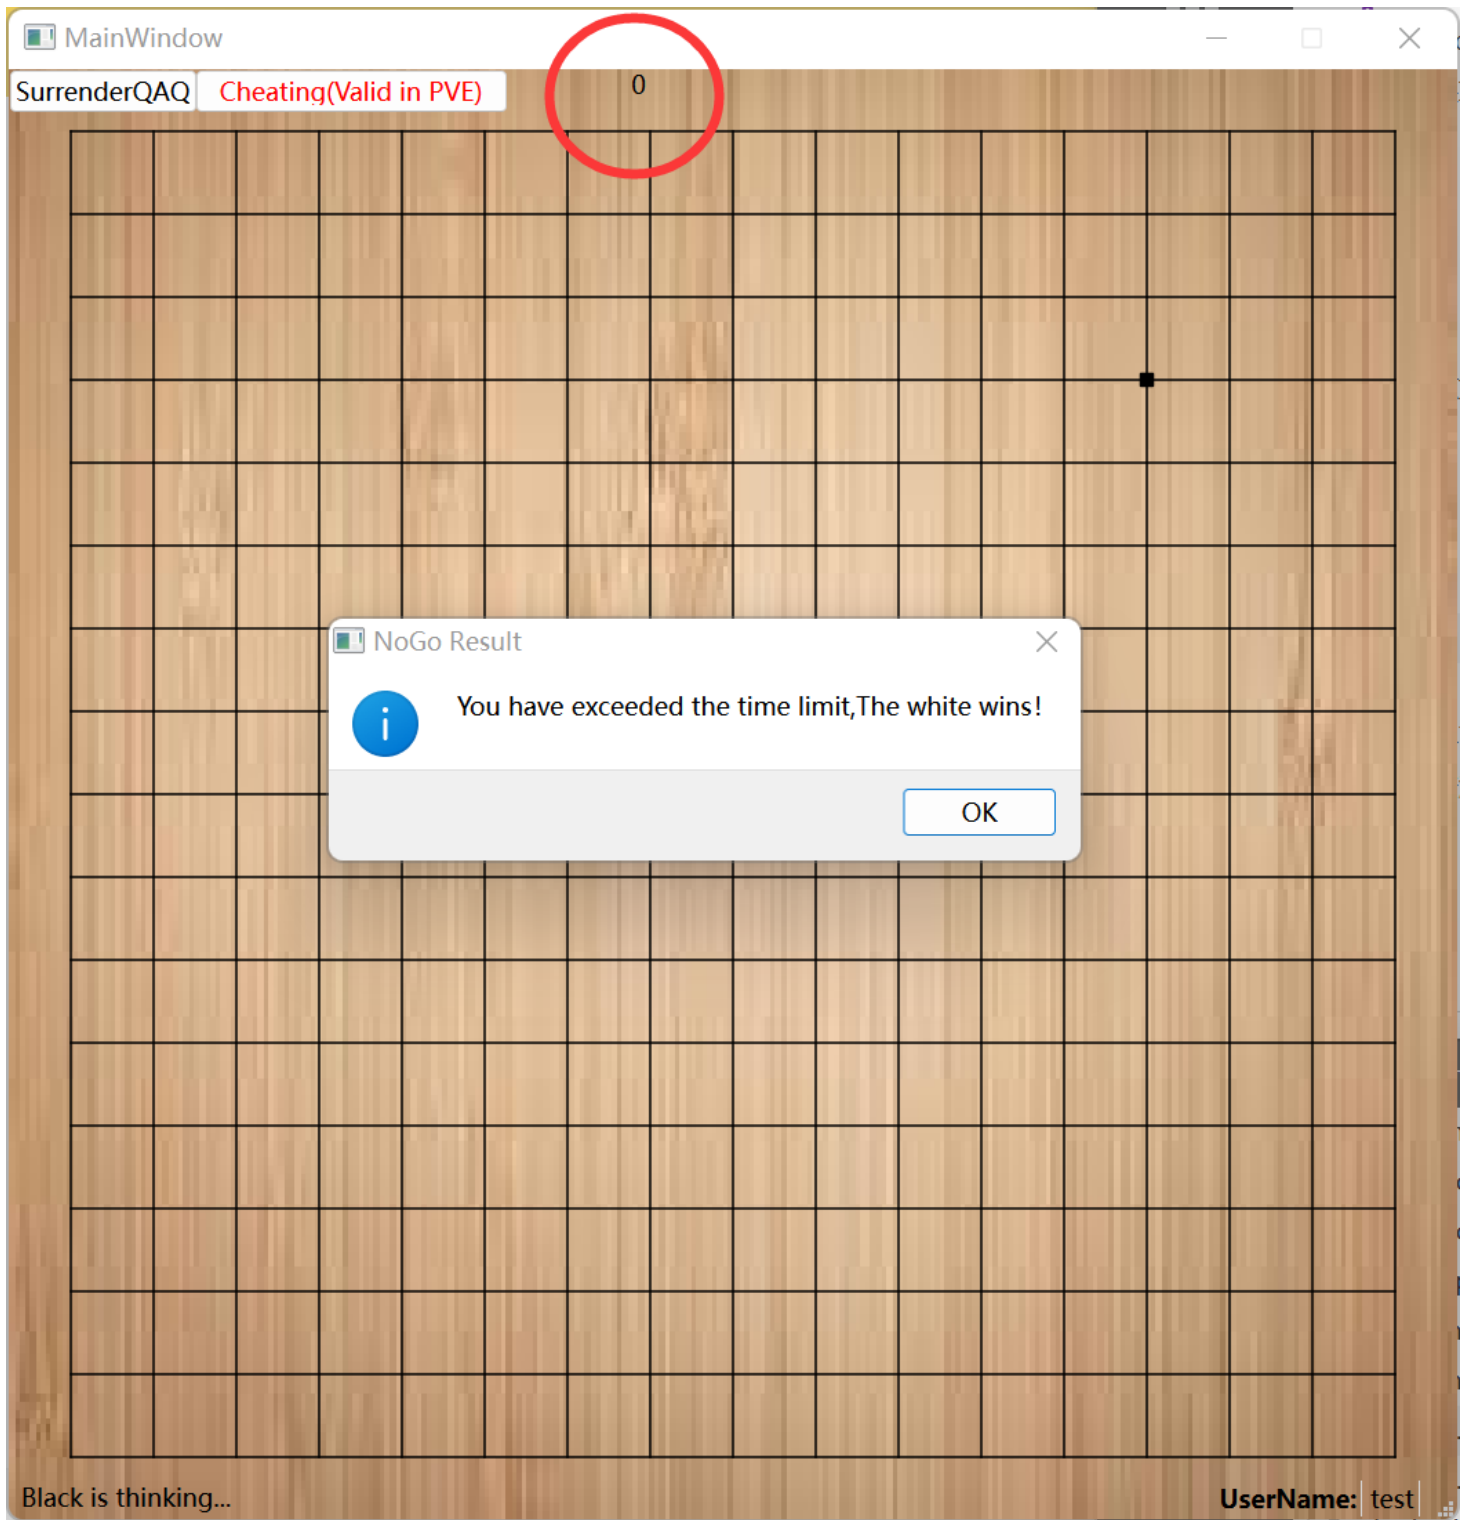 MainWindow
SurrenderQAQ Cheating(Valid in PVE) 0
NoGo Result
You have exceeded the time limit,The white wins!
OK
Black is thinking... UserName: test